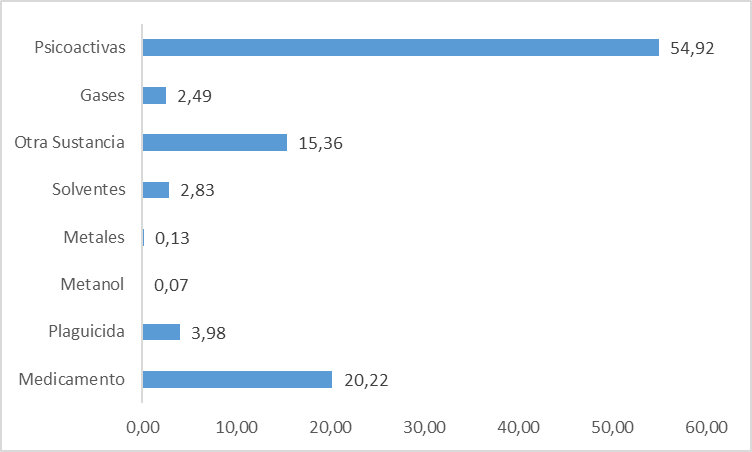 Psicoactivas 54,92
Gases 2,49
Otra Sustancia 15,36
Solventes 2,83
Metales 0,13
Metanol 0,07
Plaguicida 3,98
Medicamento 20,22
0,00 10,00 20,00 30,00 40,00 50,00 60,00